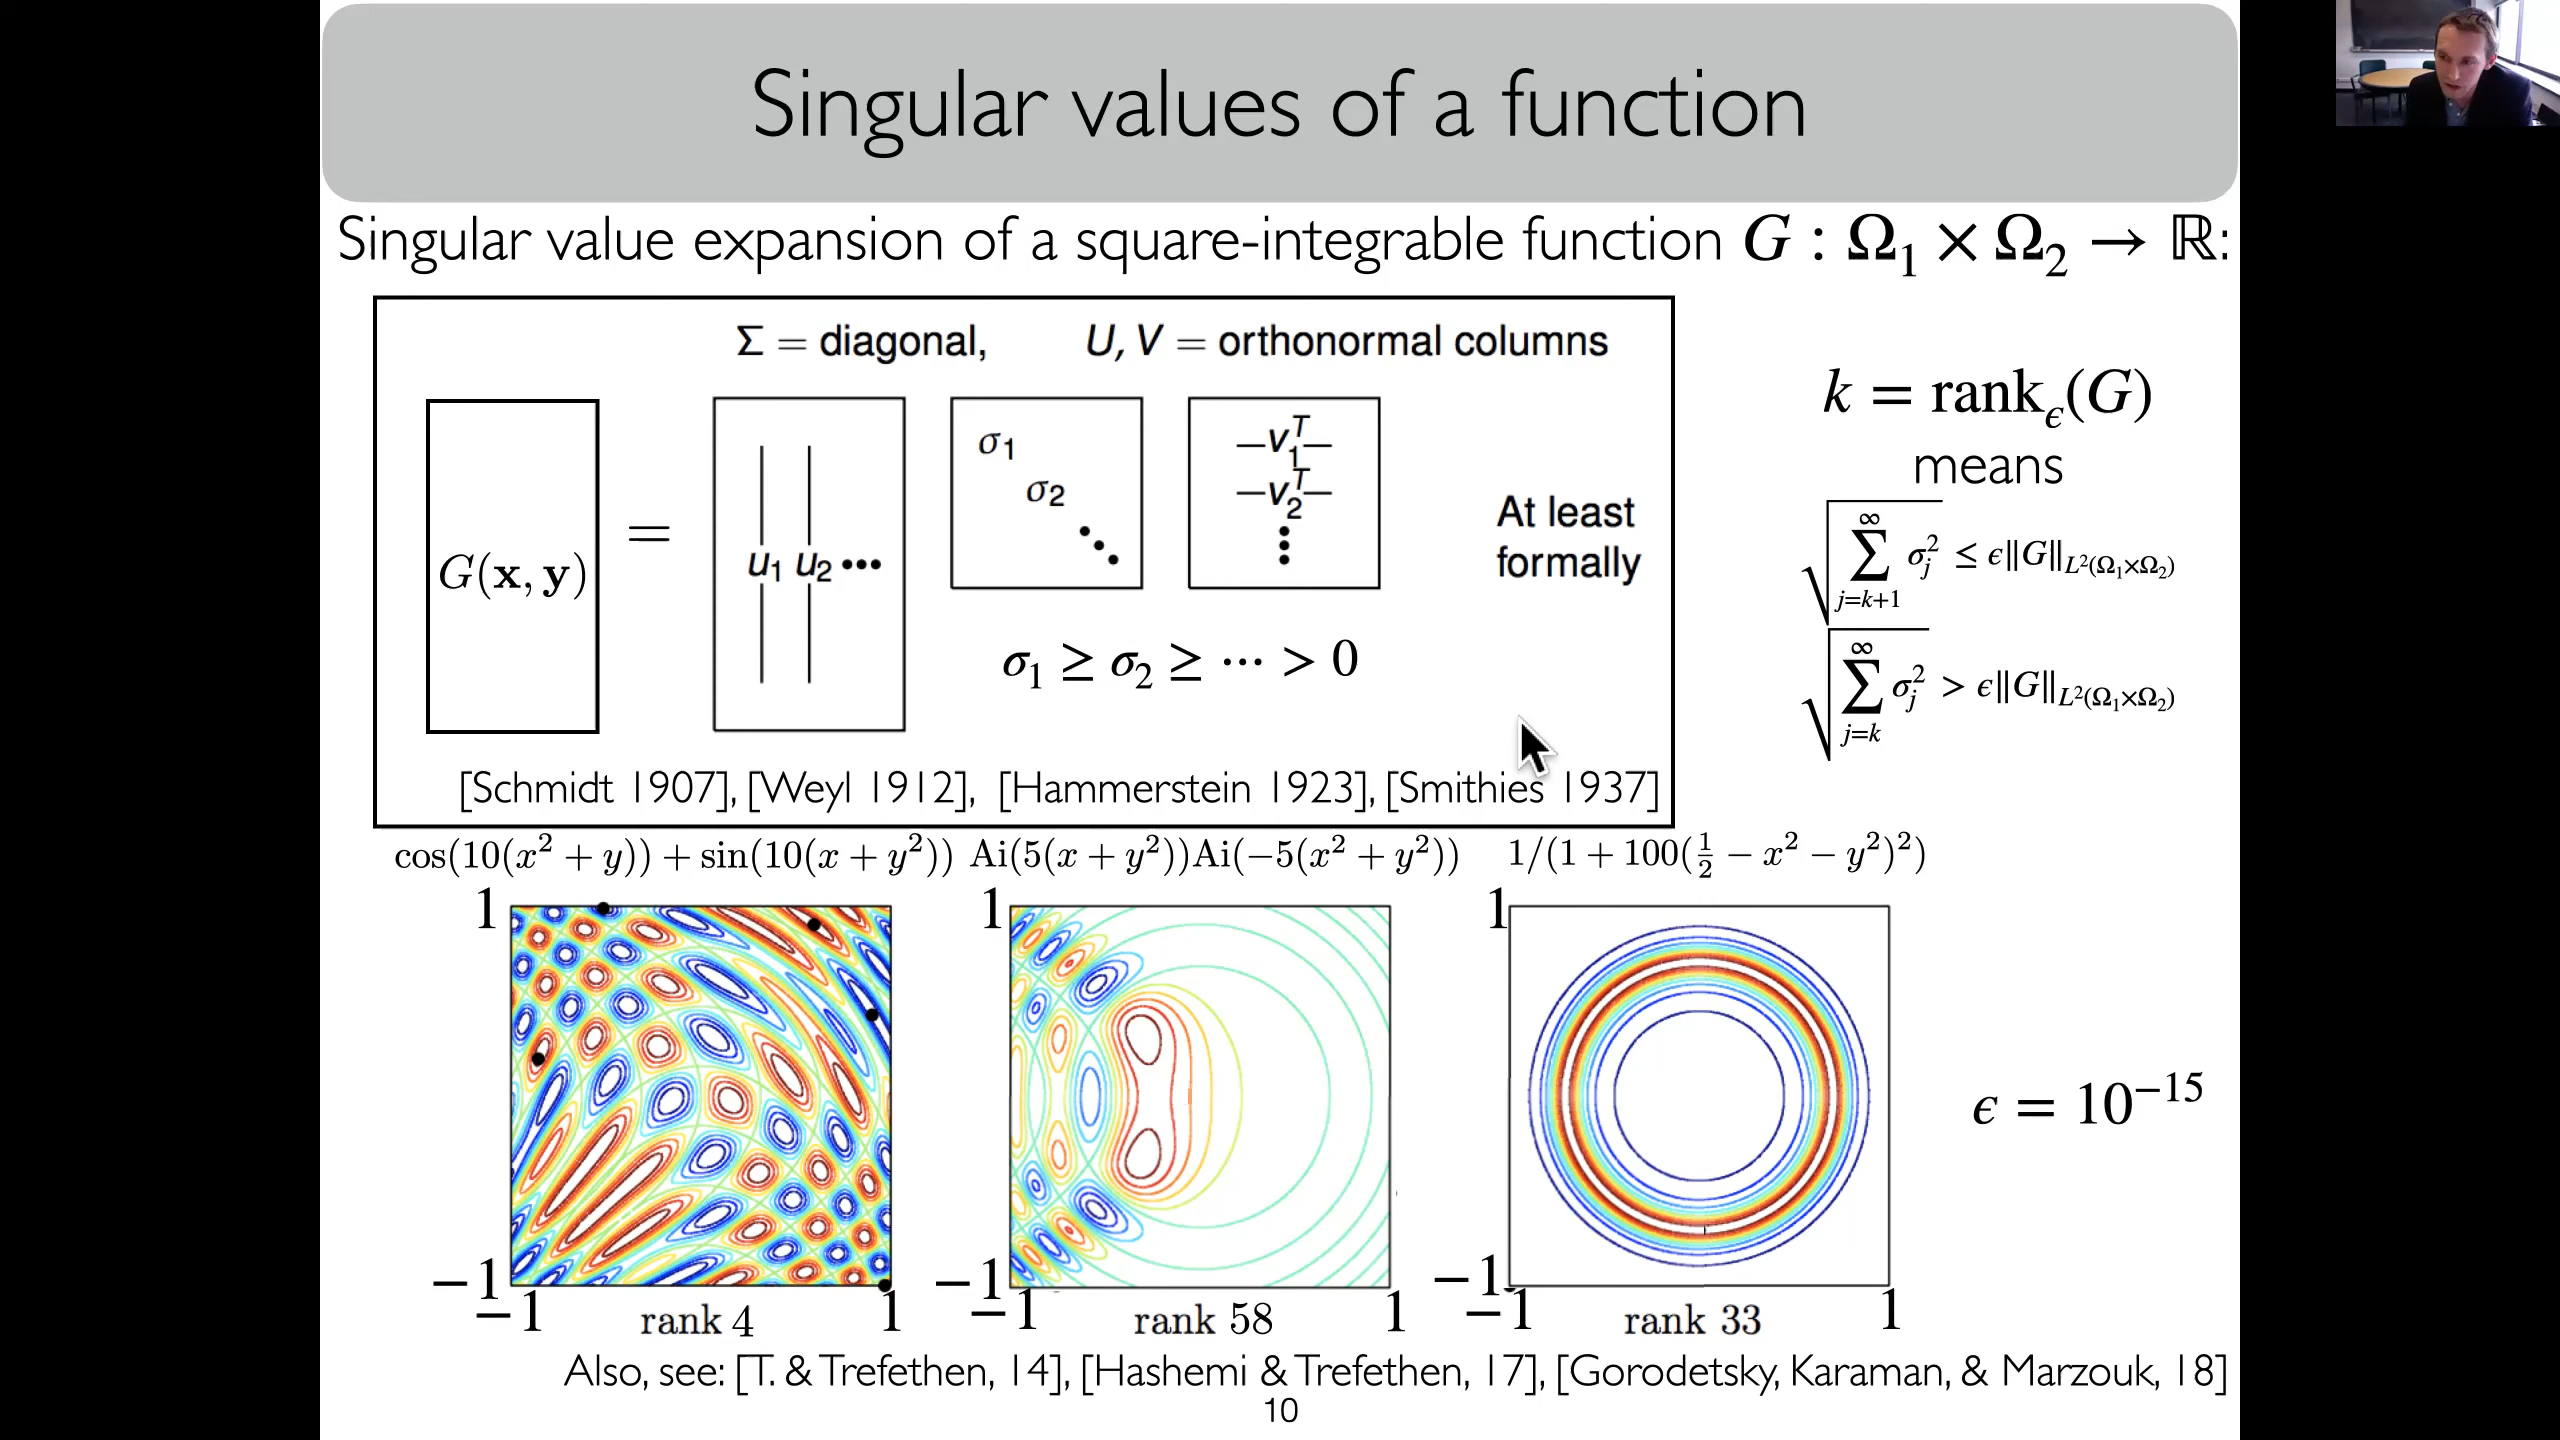 Singular values of a function
Singular value expansion of a square-integrable function G : Ω₁ × Ω₂ → ℝ:
Σ = diagonal, U, V = orthonormal columns
G(x, y) = u₁ u₂ ••• σ₁ σ₂ ⋱ —v₁ᵀ— —v₂ᵀ— ⋮
At least
formally
σ₁ ≥ σ₂ ≥ ⋯ > 0
[Schmidt 1907], [Weyl 1912], [Hammerstein 1923], [Smithies 1937]
k = rank_ϵ(G)
means
√(∑_{j=k+1}^{∞} σ_j²) ≤ ϵ‖G‖_{L²(Ω₁×Ω₂)}
√(∑_{j=k}^{∞} σ_j²) > ϵ‖G‖_{L²(Ω₁×Ω₂)}
cos(10(x² + y)) + sin(10(x + y²)) Ai(5(x + y²))Ai(−5(x² + y²)) 1/(1 + 100(½ − x² − y²)²)
1 1 1
ϵ = 10⁻¹⁵
−1 −1 −1
−1 rank 4 1 −1 rank 58 1 −1 rank 33 1
Also, see: [T. & Trefethen, 14], [Hashemi & Trefethen, 17], [Gorodetsky, Karaman, & Marzouk, 18]
10